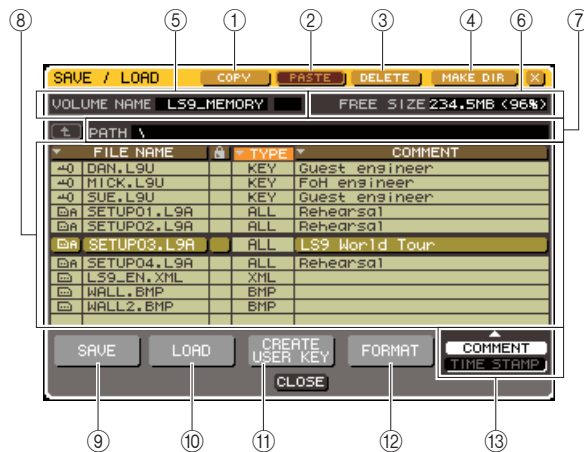 ⑧ ⑤ ① ② ③ ④ ⑥ ⑦
SAVE / LOAD COPY PASTE DELETE MAKE DIR X
VOLUME NAME LS9_MEMORY FREE SIZE 234.5MB (96%)
PATH \
FILE NAME TYPE COMMENT
DAN.L9U KEY Guest engineer
MICK.L9U KEY FoH engineer
SUE.L9U KEY Guest engineer
SETUP01.L9A ALL Rehearsal
SETUP02.L9A ALL Rehearsal
SETUP03.L9A ALL LS9 World Tour
SETUP04.L9A ALL Rehearsal
LS9_EN.XML XML
WALL.BMP BMP
WALL2.BMP BMP
SAVE LOAD CREATE USER KEY FORMAT COMMENT
TIME STAMP
CLOSE
⑨ ⑩ ⑪ ⑫ ⑬